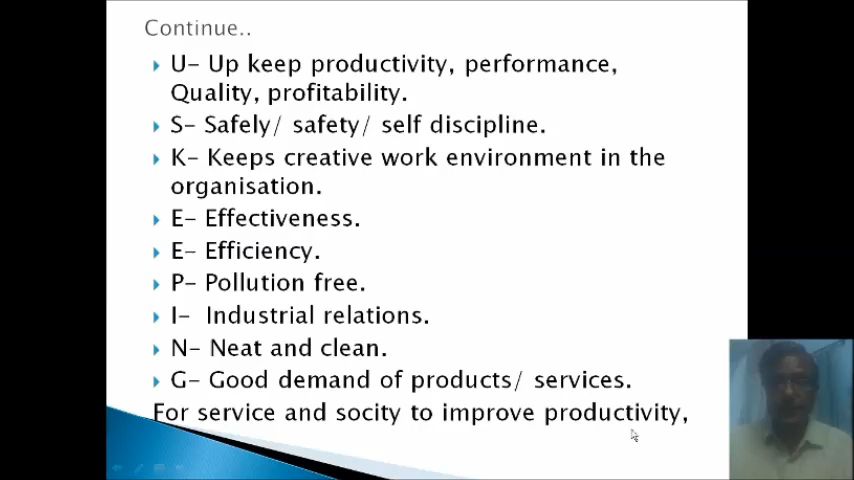 Continue..
U- Up keep productivity, performance,
Quality, profitability.
S- Safely/ safety/ self discipline.
K- Keeps creative work environment in the
organisation.
E- Effectiveness.
E- Efficiency.
P- Pollution free.
I- Industrial relations.
N- Neat and clean.
G- Good demand of products/ services.
For service and socity to improve productivity,